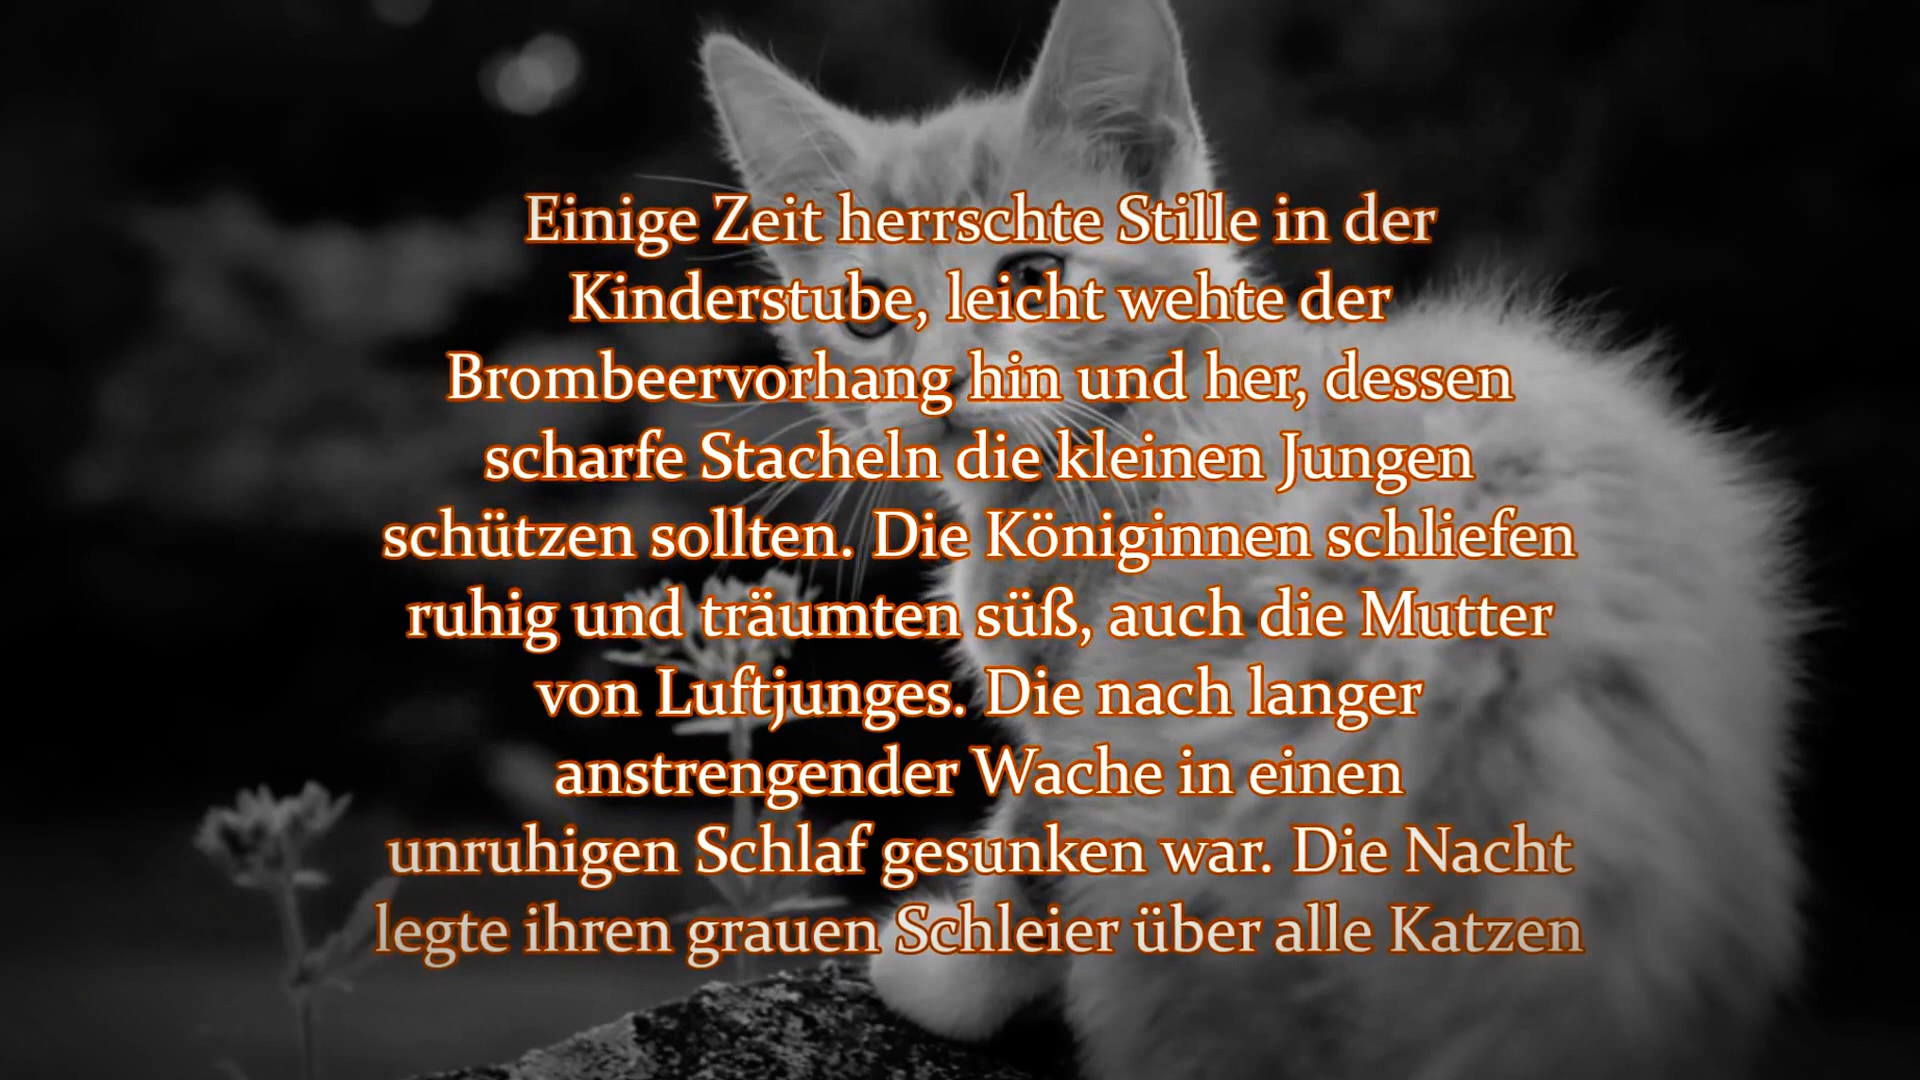 Einige Zeit herrschte Stille in der
Kinderstube, leicht wehte der
Brombeervorhang hin und her, dessen
scharfe Stacheln die kleinen Jungen
schützen sollten. Die Königinnen schliefen
ruhig und träumten süß, auch die Mutter
von Luftjunges. Die nach langer
anstrengender Wache in einen
unruhigen Schlaf gesunken war. Die Nacht
legte ihren grauen Schleier über alle Katzen